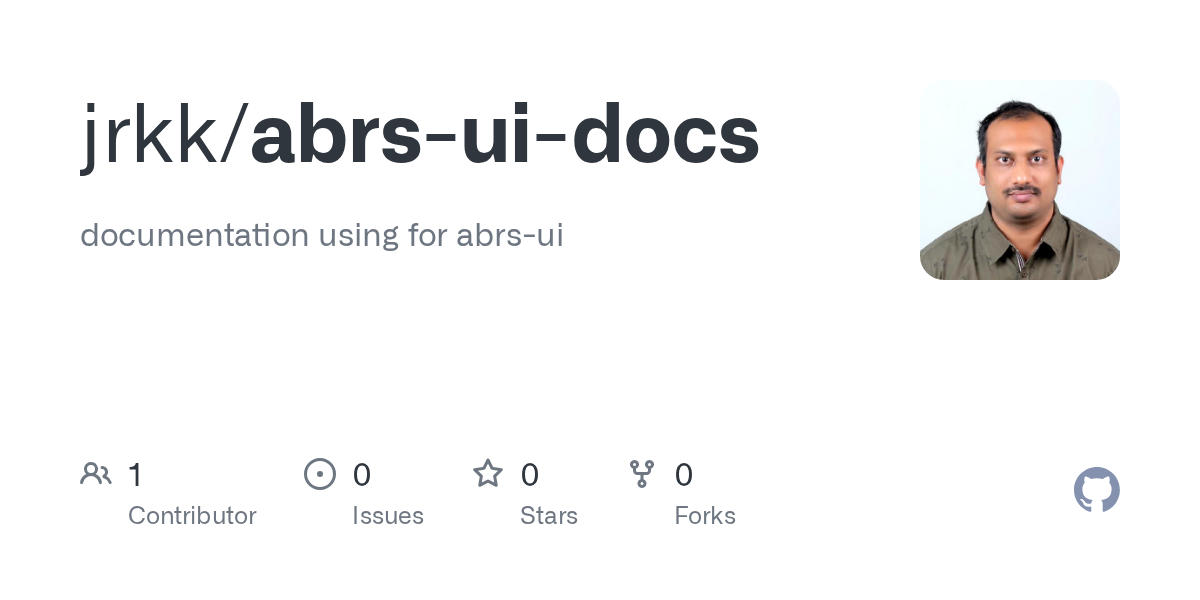 jrkk/abrs-ui-docs
documentation using for abrs-ui
1
Contributor
0
Issues
0
Stars
0
Forks